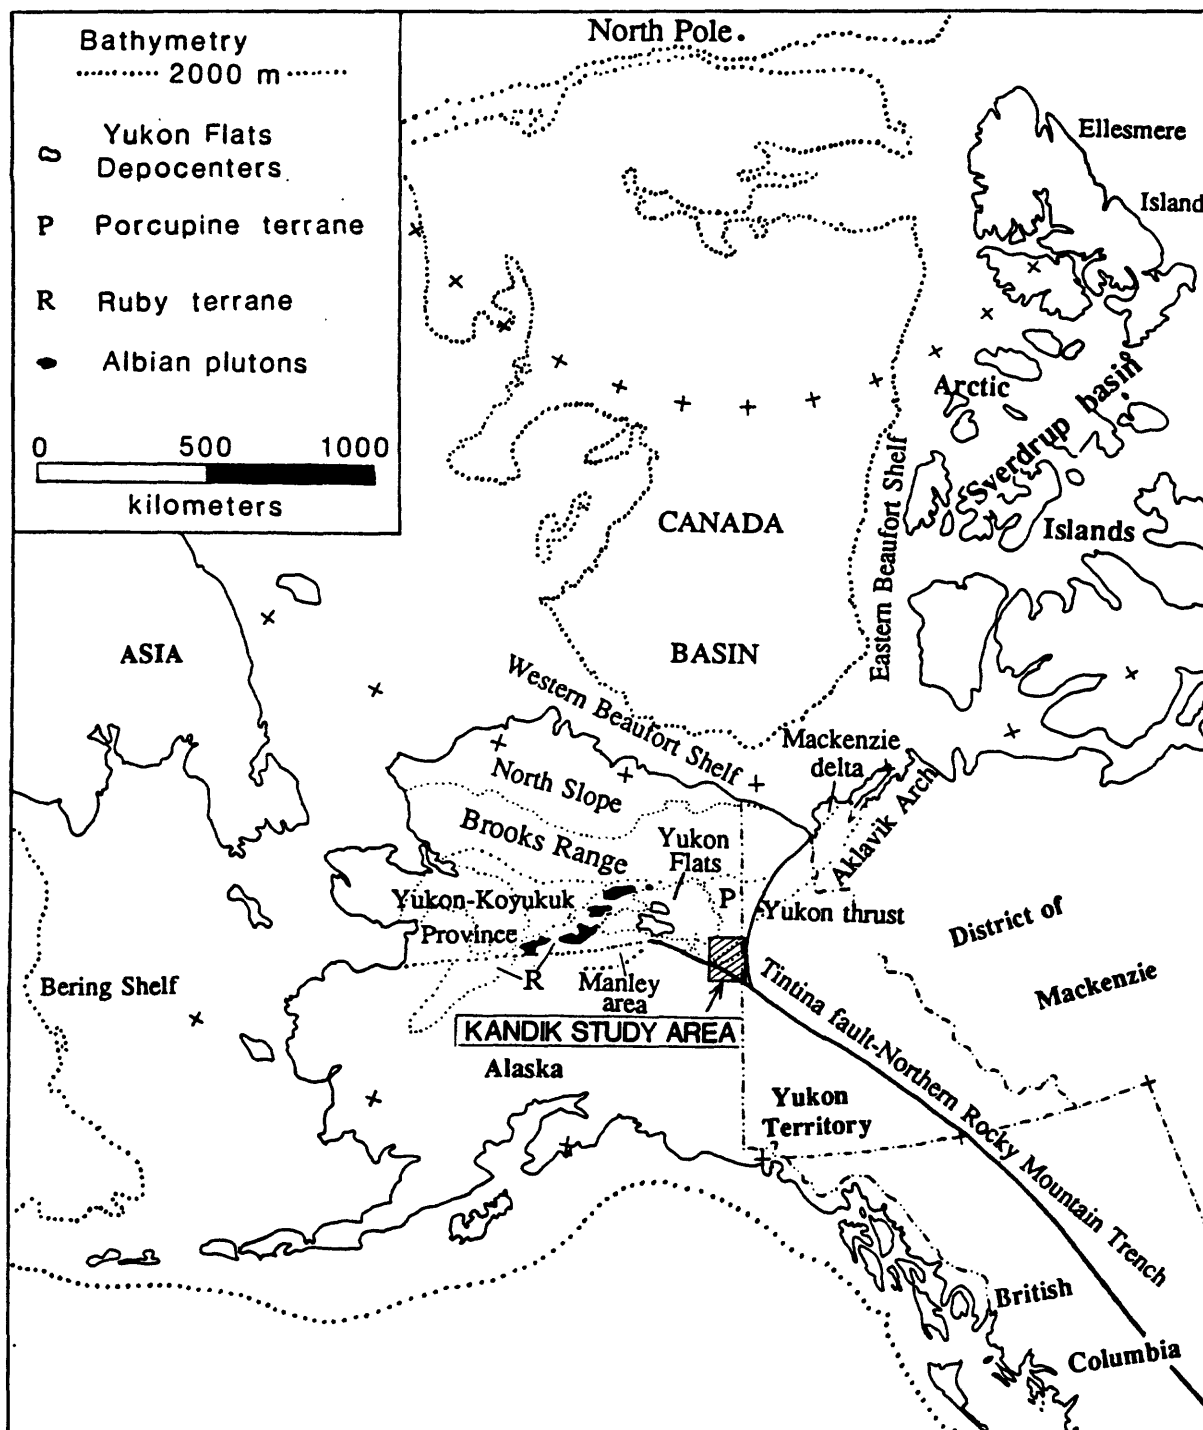 Bathymetry
2000 m
Yukon Flats
Depocenters
P Porcupine terrane
R Ruby terrane
Albian plutons
0 500 1000
kilometers
North Pole
Ellesmere
Island
Arctic
Sverdrup basin
Islands
Eastern Beaufort Shelf
CANADA
BASIN
ASIA
Western Beaufort Shelf
Mackenzie
delta
Aklavik Arch
North Slope
Brooks Range
Yukon
Flats
P
Yukon-Koyukuk
Province
Yukon thrust
District of
Mackenzie
Bering Shelf
R
Manley
area
KANDIK STUDY AREA
Tintina fault-Northern Rocky Mountain Trench
Alaska
Yukon
Territory
British
Columbia